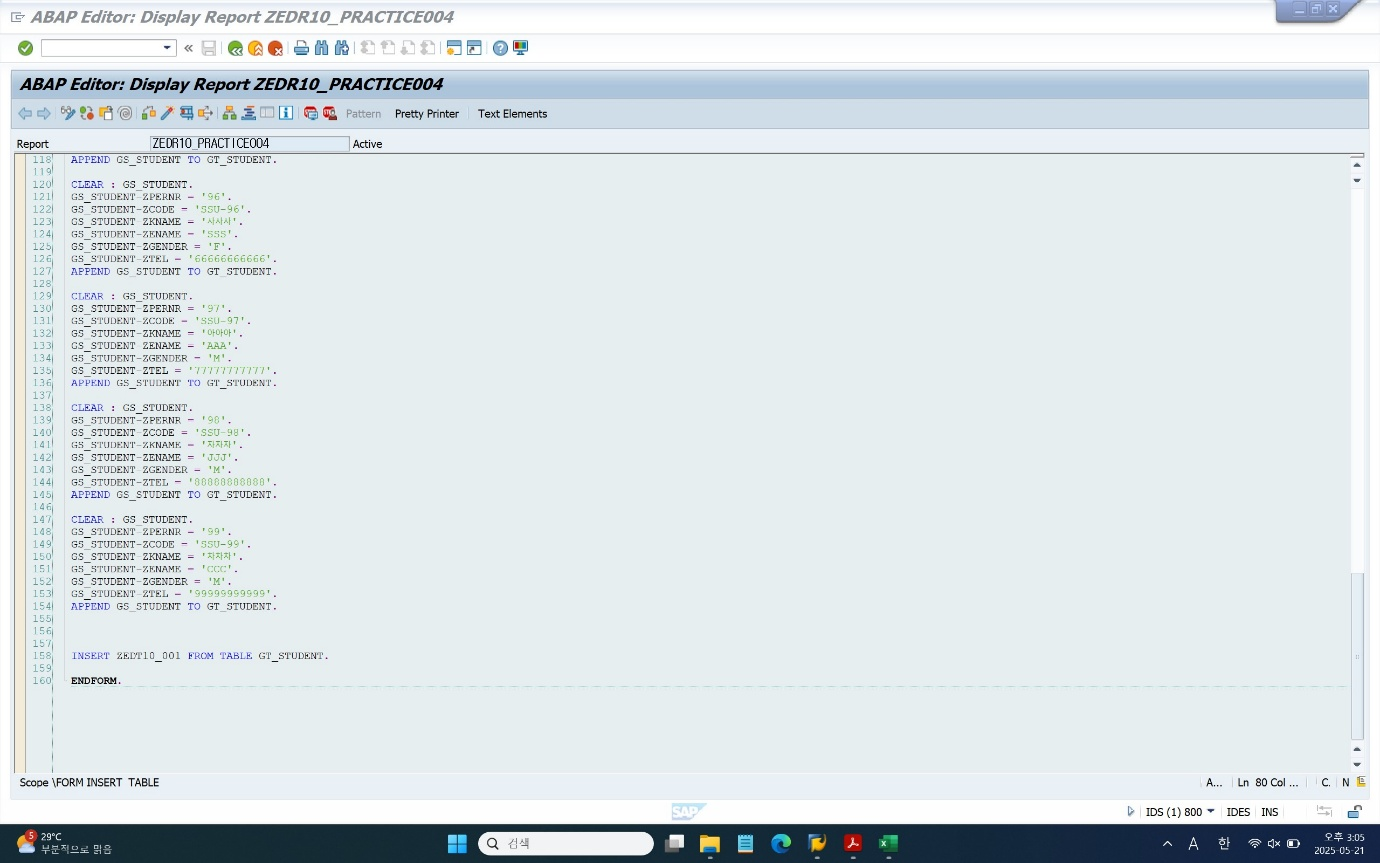 ABAP Editor: Display Report ZEDR10_PRACTICE004
ABAP Editor: Display Report ZEDR10_PRACTICE004
Pattern Pretty Printer Text Elements
Report ZEDR10_PRACTICE004 Active
118 APPEND GS_STUDENT TO GT_STUDENT.
119
120 CLEAR : GS_STUDENT.
121 GS_STUDENT-ZPERNR = '96'.
122 GS_STUDENT-ZCODE = 'SSU-96'.
123 GS_STUDENT-ZKNAME = '사사사'.
124 GS_STUDENT-ZENAME = 'SSS'.
125 GS_STUDENT-ZGENDER = 'F'.
126 GS_STUDENT-ZTEL = '66666666666'.
127 APPEND GS_STUDENT TO GT_STUDENT.
128
129 CLEAR : GS_STUDENT.
130 GS_STUDENT-ZPERNR = '97'.
131 GS_STUDENT-ZCODE = 'SSU-97'.
132 GS_STUDENT-ZKNAME = '아아아'.
133 GS_STUDENT-ZENAME = 'AAA'.
134 GS_STUDENT-ZGENDER = 'M'.
135 GS_STUDENT-ZTEL = '77777777777'.
136 APPEND GS_STUDENT TO GT_STUDENT.
137
138 CLEAR : GS_STUDENT.
139 GS_STUDENT-ZPERNR = '98'.
140 GS_STUDENT-ZCODE = 'SSU-98'.
141 GS_STUDENT-ZKNAME = '자자자'.
142 GS_STUDENT-ZENAME = 'JJJ'.
143 GS_STUDENT-ZGENDER = 'M'.
144 GS_STUDENT-ZTEL = '88888888888'.
145 APPEND GS_STUDENT TO GT_STUDENT.
146
147 CLEAR : GS_STUDENT.
148 GS_STUDENT-ZPERNR = '99'.
149 GS_STUDENT-ZCODE = 'SSU-99'.
150 GS_STUDENT-ZKNAME = '차차차'.
151 GS_STUDENT-ZENAME = 'CCC'.
152 GS_STUDENT-ZGENDER = 'M'.
153 GS_STUDENT-ZTEL = '99999999999'.
154 APPEND GS_STUDENT TO GT_STUDENT.
155
156
157
158 INSERT ZEDT10_001 FROM TABLE GT_STUDENT.
159
160 ENDFORM.
Scope \FORM INSERT_TABLE A... Ln 80 Col ... C. N
SAP IDS (1) 800 IDES INS
5 29°C
부분적으로 맑음
검색
A 한
오후 3:05
2025-05-21